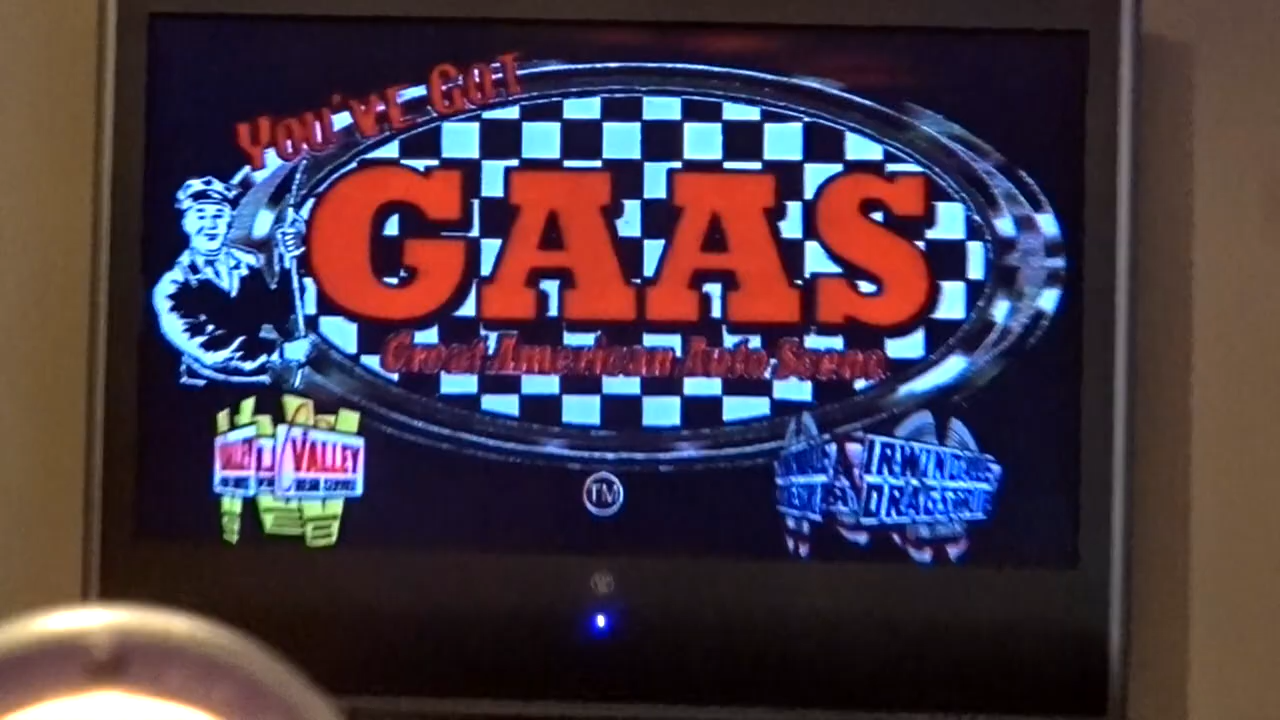 You've Got
GAAS
Great American Auto Scene
VALLEY
TM
IRWINDALE
DRAGSTRIP